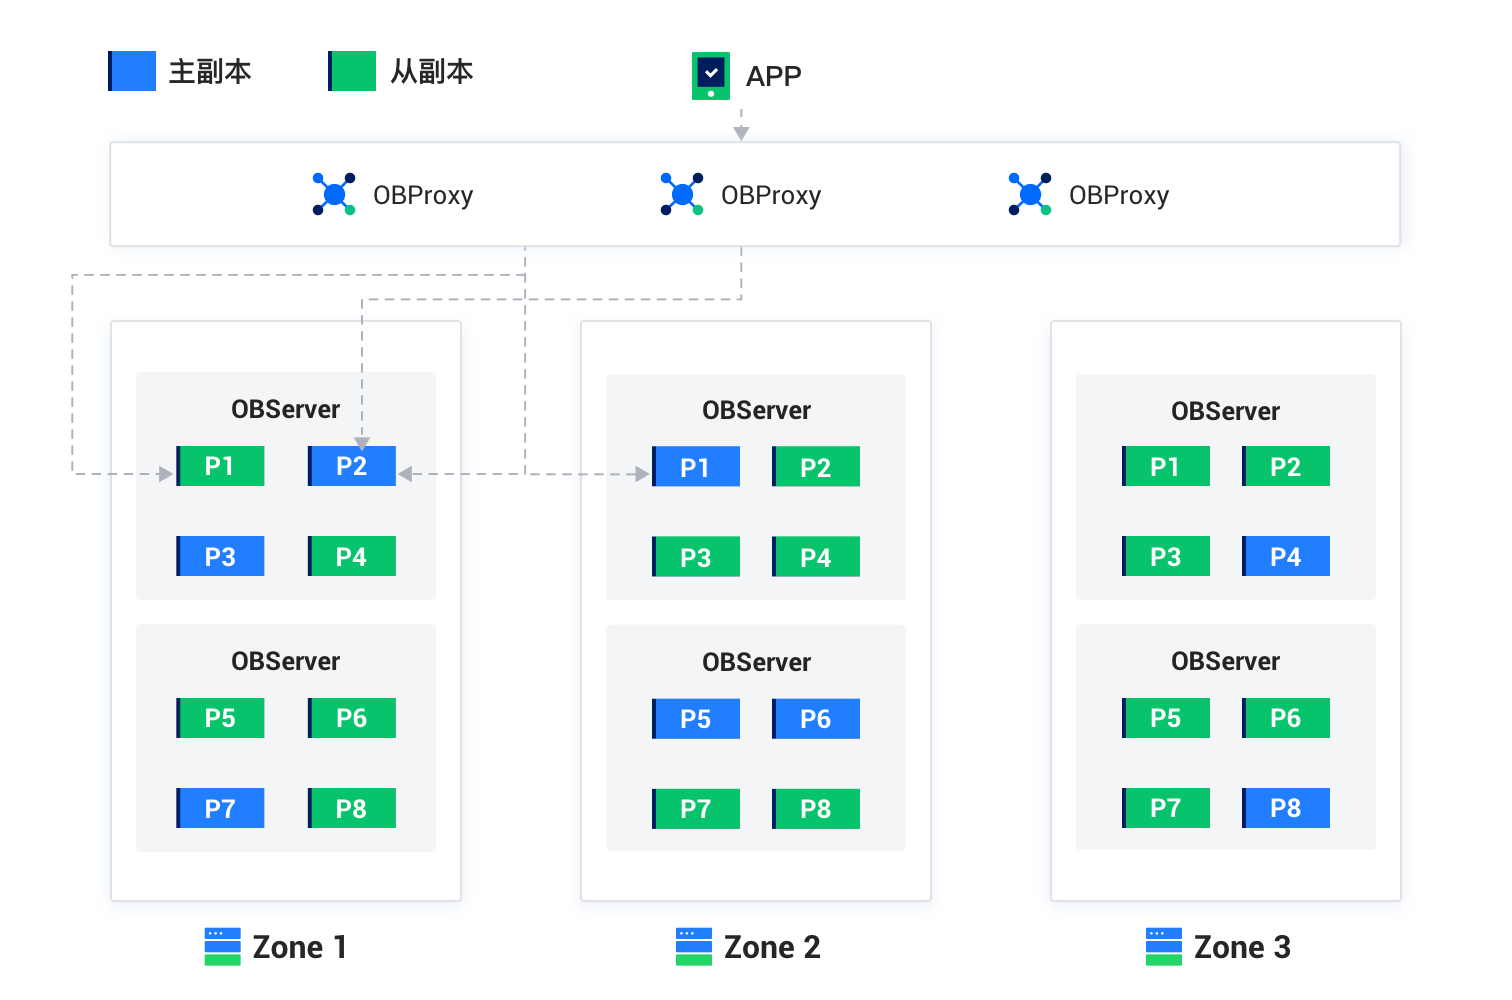 主副本
从副本
APP
OBProxy
OBProxy
OBProxy
OBServer
P1
P2
P3
P4
OBServer
P5
P6
P7
P8
Zone 1
OBServer
P1
P2
P3
P4
OBServer
P5
P6
P7
P8
Zone 2
OBServer
P1
P2
P3
P4
OBServer
P5
P6
P7
P8
Zone 3